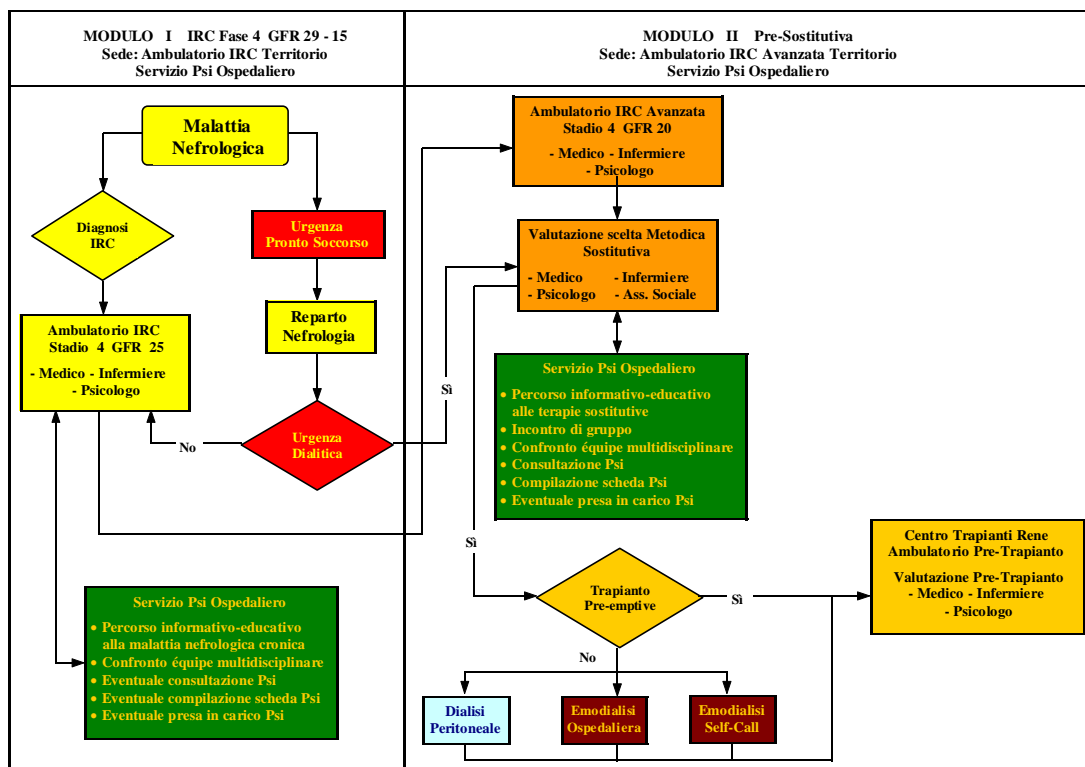 MODULO I IRC Fase 4 GFR 29 - 15
Sede: Ambulatorio IRC Territorio
Servizio Psi Ospedaliero
MODULO II Pre-Sostitutiva
Sede: Ambulatorio IRC Avanzata Territorio
Servizio Psi Ospedaliero
Malattia
Nefrologica
Diagnosi
IRC
Urgenza
Pronto Soccorso
Reparto
Nefrologia
Ambulatorio IRC
Stadio 4 GFR 25
- Medico - Infermiere
- Psicologo
No
Urgenza
Dialitica
Sì
Servizio Psi Ospedaliero
• Percorso informativo-educativo
alla malattia nefrologica cronica
• Confronto équipe multidisciplinare
• Eventuale consultazione Psi
• Eventuale compilazione scheda Psi
• Eventuale presa in carico Psi
Ambulatorio IRC Avanzata
Stadio 4 GFR 20
- Medico - Infermiere
- Psicologo
Valutazione scelta Metodica
Sostitutiva
- Medico - Infermiere
- Psicologo - Ass. Sociale
Servizio Psi Ospedaliero
• Percorso informativo-educativo
alle terapie sostitutive
• Incontro di gruppo
• Confronto équipe multidisciplinare
• Consultazione Psi
• Compilazione scheda Psi
• Eventuale presa in carico Psi
Sì
Trapianto
Pre-emptive
Sì
Centro Trapianti Rene
Ambulatorio Pre-Trapianto
Valutazione Pre-Trapianto
- Medico - Infermiere
- Psicologo
No
Dialisi
Peritoneale
Emodialisi
Ospedaliera
Emodialisi
Self-Call